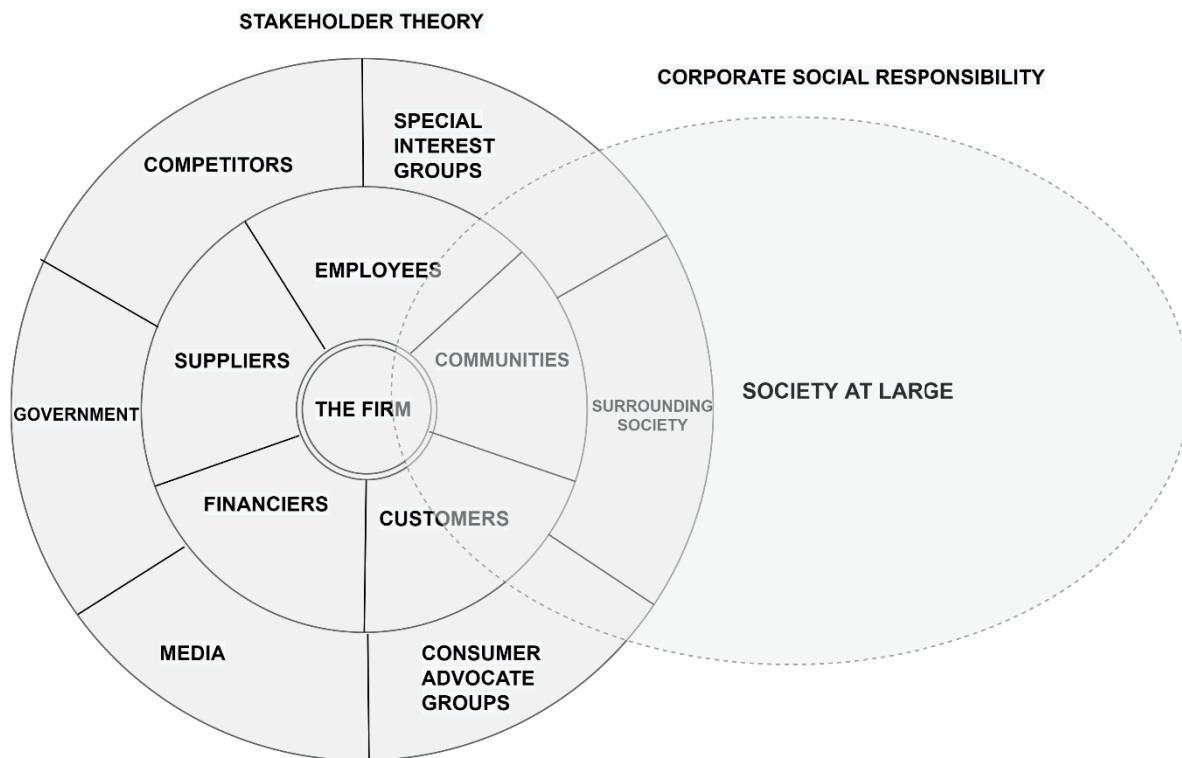 STAKEHOLDER THEORY
CORPORATE SOCIAL RESPONSIBILITY
COMPETITORS
SPECIAL
INTEREST
GROUPS
EMPLOYEES
SUPPLIERS
COMMUNITIES
SOCIETY AT LARGE
GOVERNMENT
THE FIRM
SURROUNDING
SOCIETY
FINANCIERS
CUSTOMERS
MEDIA
CONSUMER
ADVOCATE
GROUPS